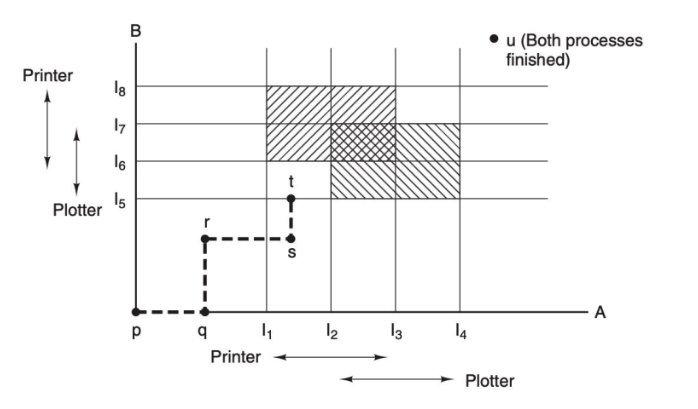 B
u (Both processes
finished)
Printer
I8
I7
I6
Plotter
I5
t
r
s
A
p
q
I1
I2
I3
I4
Printer
Plotter